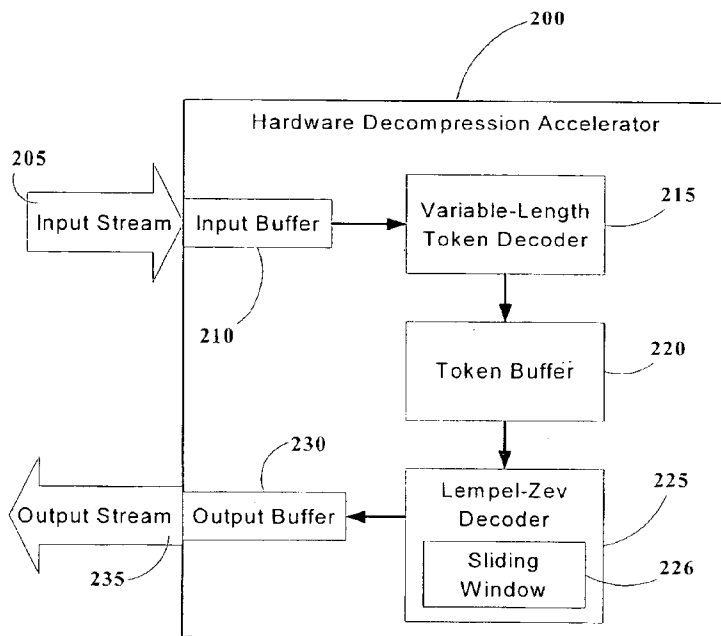 200
Hardware Decompression Accelerator
205
Input Stream
Input Buffer
210
Variable-Length
Token Decoder
215
Token Buffer
220
230
Output Stream
235
Output Buffer
Lempel-Zev
Decoder
225
Sliding
Window
226